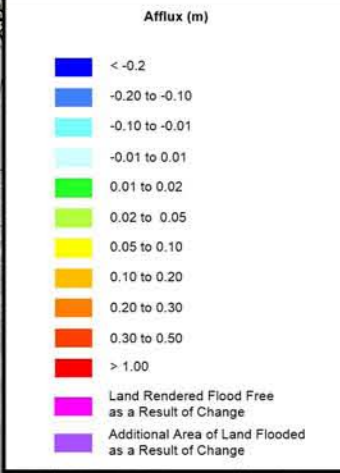 Afflux (m)
< -0.2
-0.20 to -0.10
-0.10 to -0.01
-0.01 to 0.01
0.01 to 0.02
0.02 to 0.05
0.05 to 0.10
0.10 to 0.20
0.20 to 0.30
0.30 to 0.50
> 1.00
Land Rendered Flood Free
as a Result of Change
Additional Area of Land Flooded
as a Result of Change